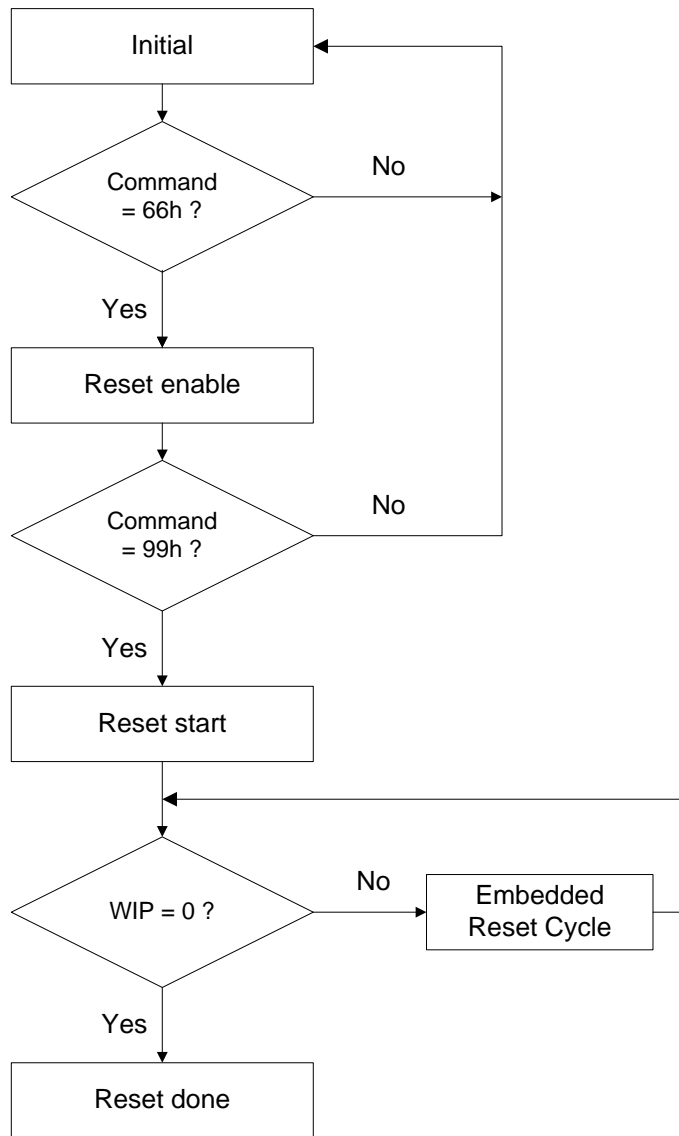 Initial
Command
= 66h ?
No
Yes
Reset enable
Command
= 99h ?
No
Yes
Reset start
WIP = 0 ?
No
Embedded
Reset Cycle
Yes
Reset done